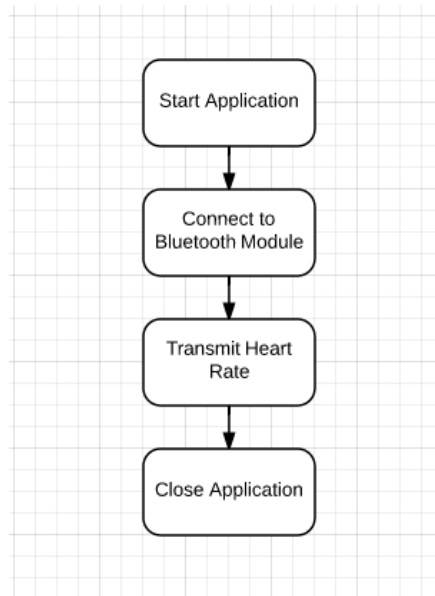 Start Application
Connect to
Bluetooth Module
Transmit Heart
Rate
Close Application